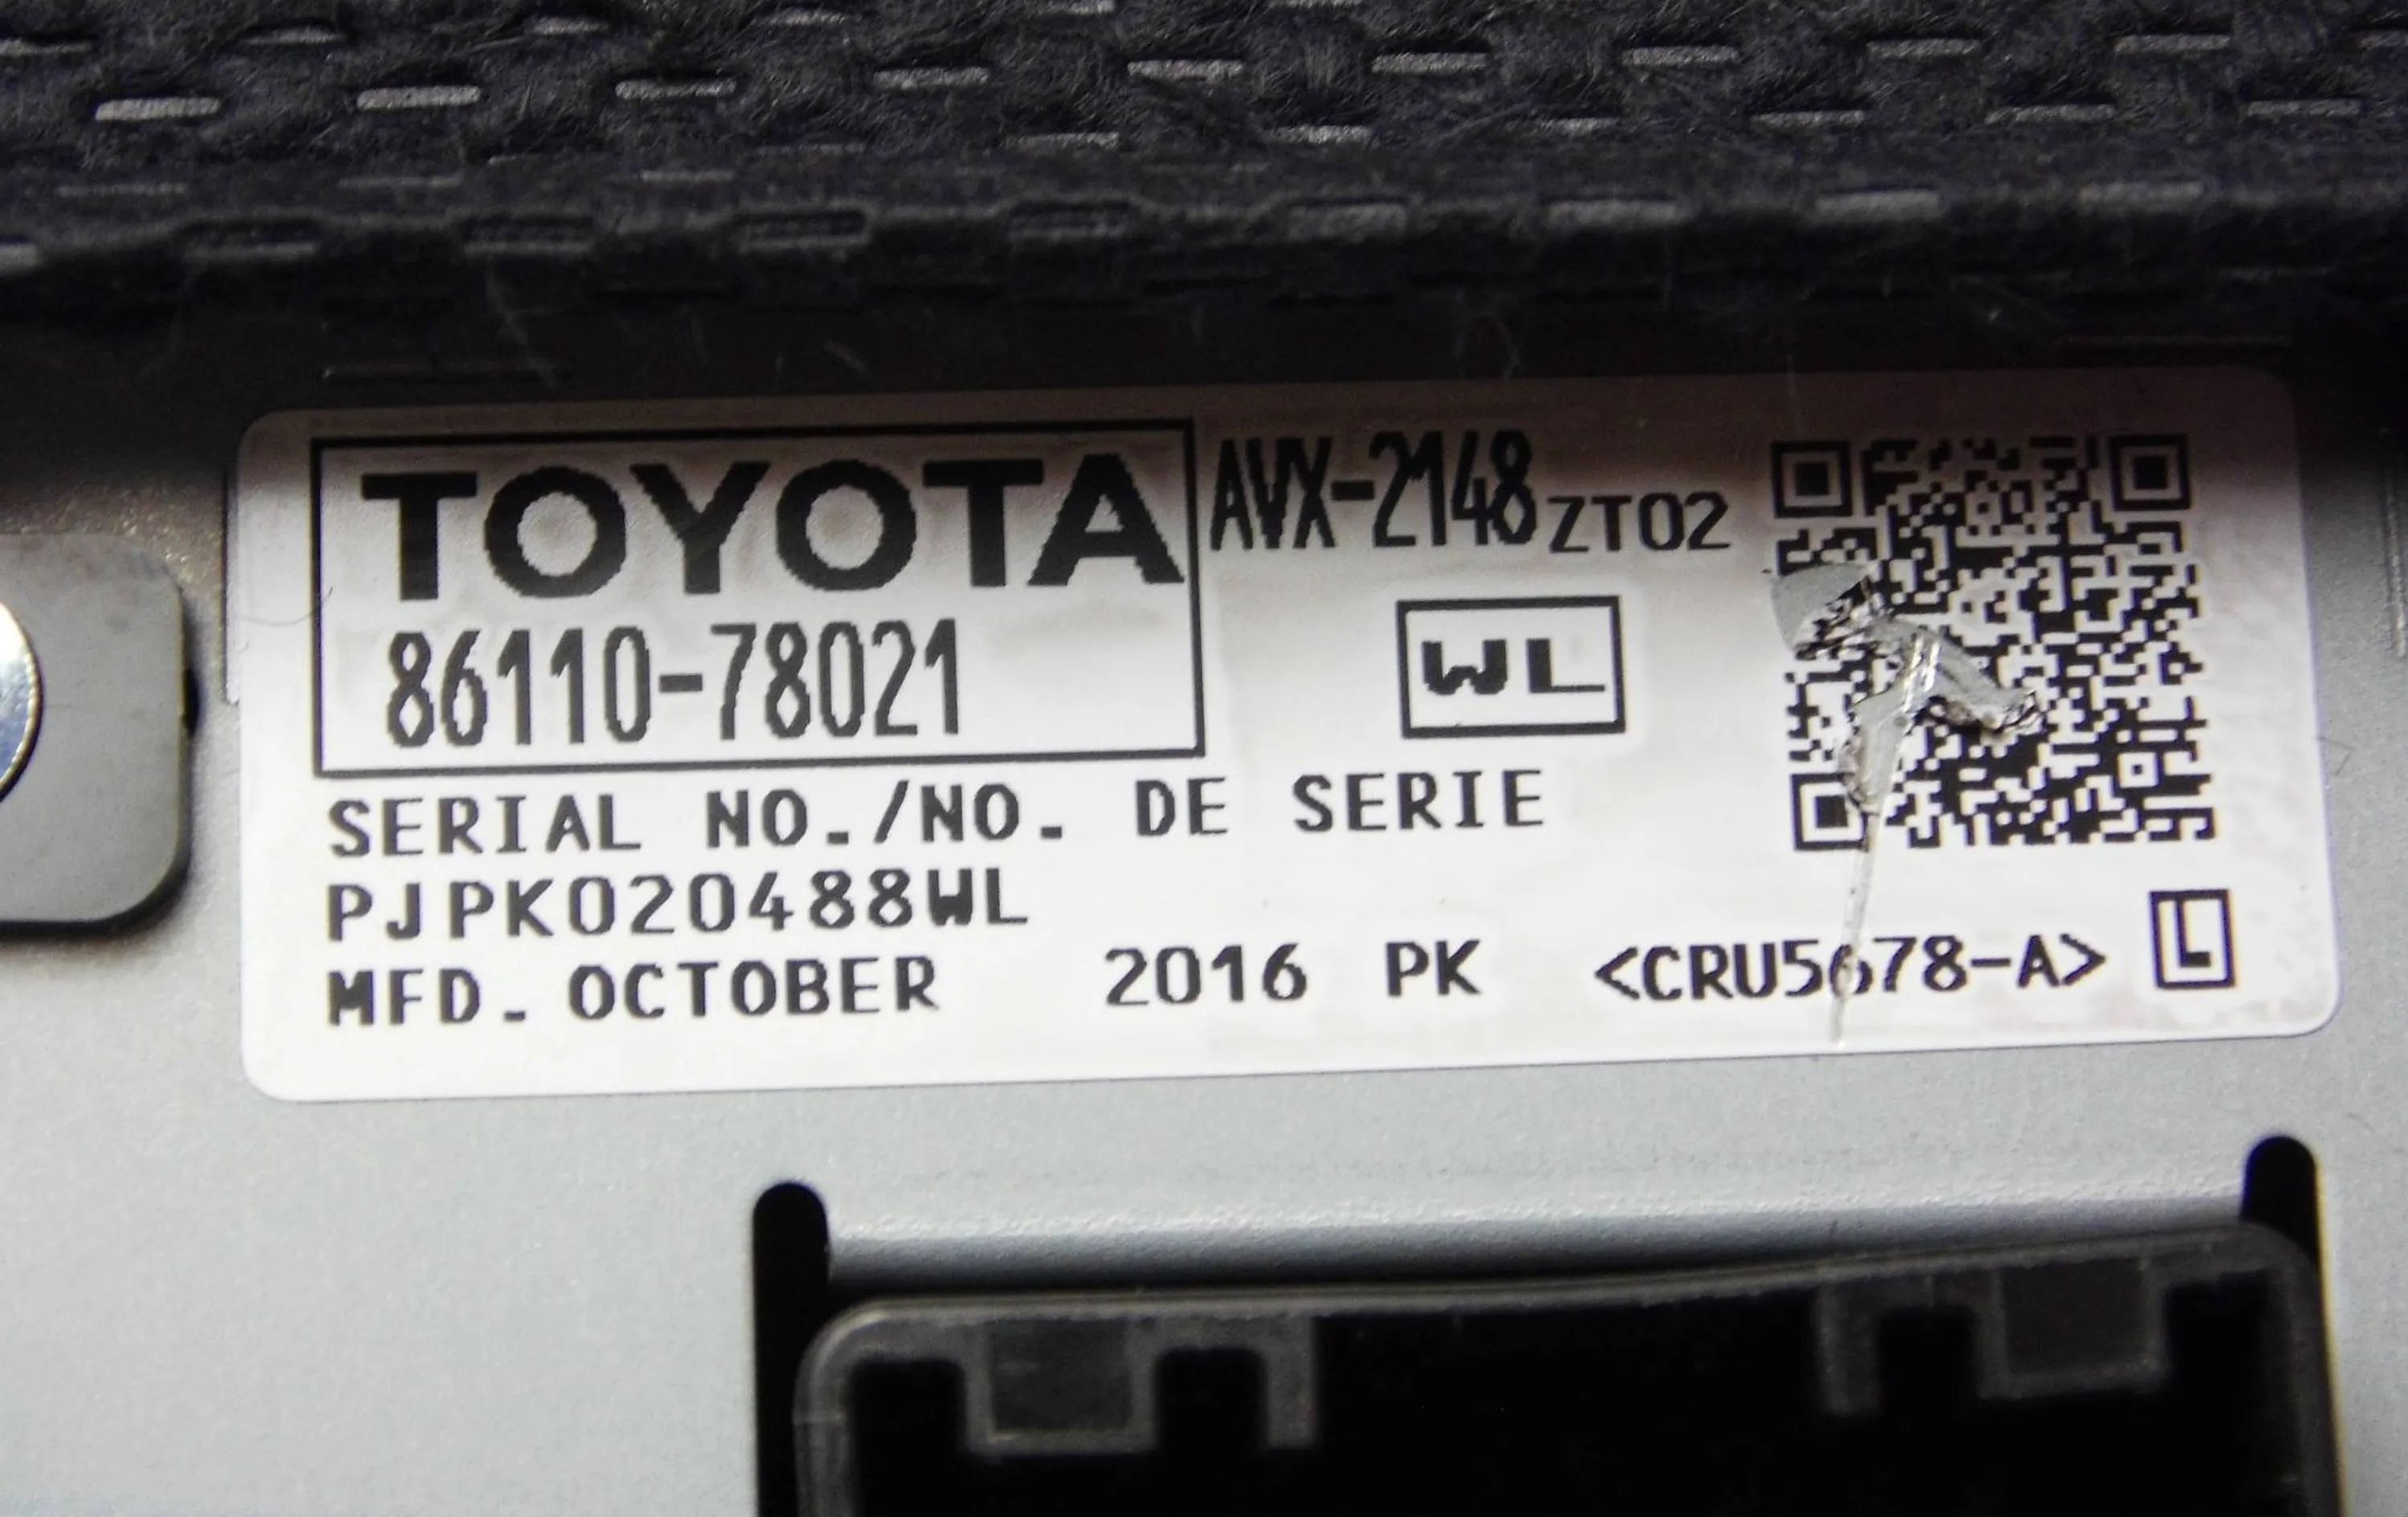 TOYOTA AVX-2148 ZT02
86110-78021
WL
SERIAL NO./NO. DE SERIE
PJPK020488WL
MFD. OCTOBER 2016 PK <CRU5678-A> L